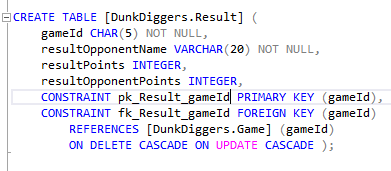 CREATE TABLE [DunkDiggers.Result] (
gameId CHAR(5) NOT NULL,
resultOpponentName VARCHAR(20) NOT NULL,
resultPoints INTEGER,
resultOpponentPoints INTEGER,
CONSTRAINT pk_Result_gameId PRIMARY KEY (gameId),
CONSTRAINT fk_Result_gameId FOREIGN KEY (gameId)
REFERENCES [DunkDiggers.Game] (gameId)
ON DELETE CASCADE ON UPDATE CASCADE );